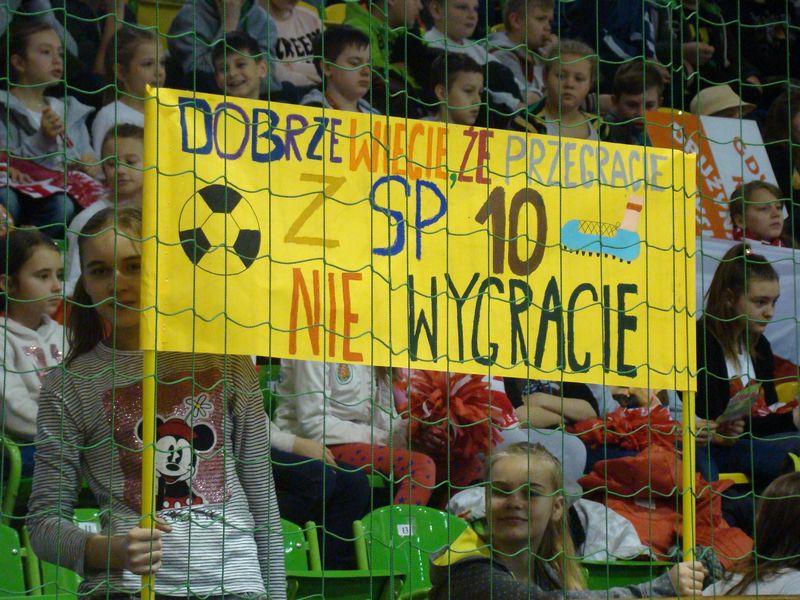 DOBRZE WIECIE, ŻE PRZEGRACIE
Z SP 10
NIE WYGRACIE